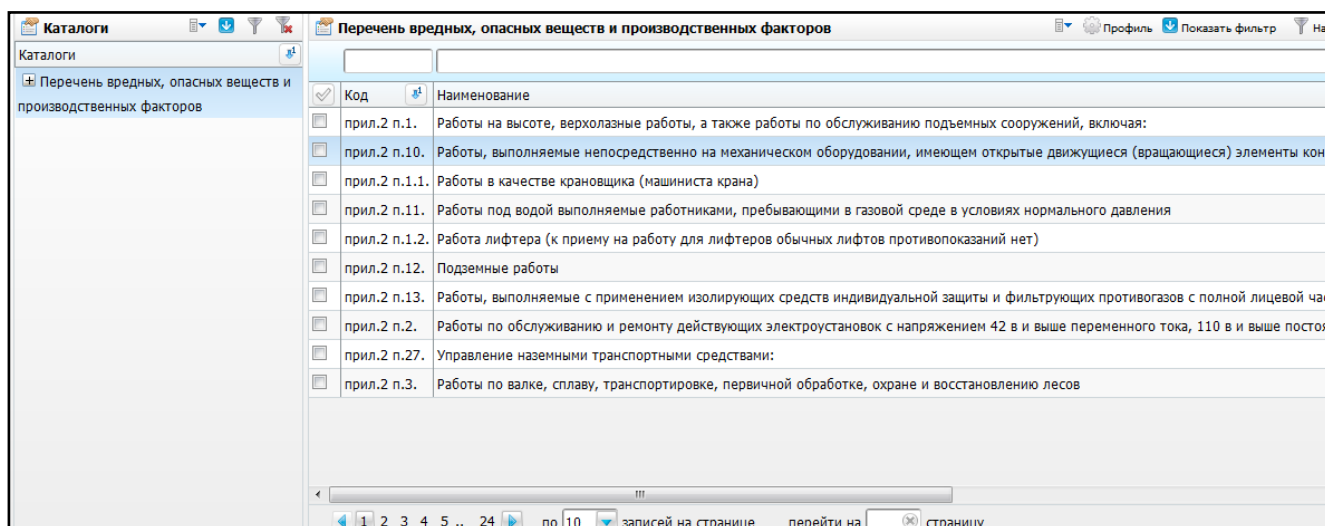 Каталоги
Каталоги
Перечень вредных, опасных веществ и
производственных факторов
Перечень вредных, опасных веществ и производственных факторов Профиль Показать фильтр На
Код Наименование
прил.2 п.1. Работы на высоте, верхолазные работы, а также работы по обслуживанию подъемных сооружений, включая:
прил.2 п.10. Работы, выполняемые непосредственно на механическом оборудовании, имеющем открытые движущиеся (вращающиеся) элементы кон
прил.2 п.1.1. Работы в качестве крановщика (машиниста крана)
прил.2 п.11. Работы под водой выполняемые работниками, пребывающими в газовой среде в условиях нормального давления
прил.2 п.1.2. Работа лифтера (к приему на работу для лифтеров обычных лифтов противопоказаний нет)
прил.2 п.12. Подземные работы
прил.2 п.13. Работы, выполняемые с применением изолирующих средств индивидуальной защиты и фильтрующих противогазов с полной лицевой ча
прил.2 п.2. Работы по обслуживанию и ремонту действующих электроустановок с напряжением 42 в и выше переменного тока, 110 в и выше посто
прил.2 п.27. Управление наземными транспортными средствами:
прил.2 п.3. Работы по валке, сплаву, транспортировке, первичной обработке, охране и восстановлению лесов
1 2 3 4 5 .. 24 по 10 записей на странице перейти на страницу